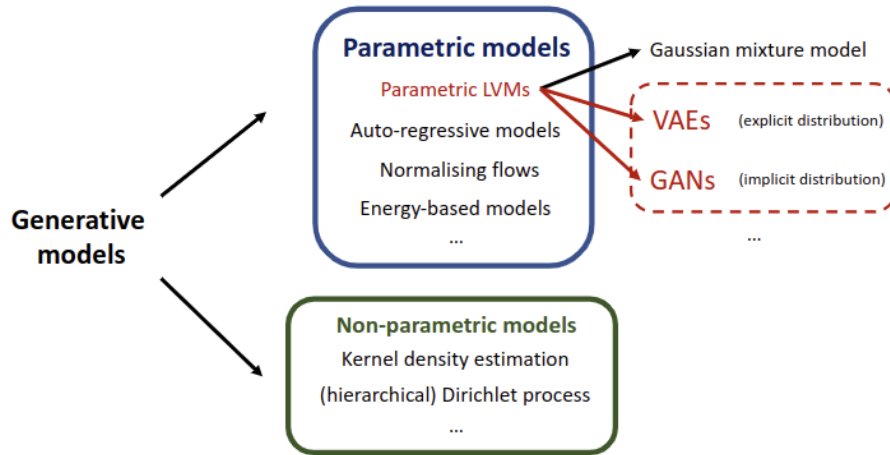 Generative
models
Parametric models
Parametric LVMs
Auto-regressive models
Normalising flows
Energy-based models
...
Gaussian mixture model
VAEs (explicit distribution)
GANs (implicit distribution)
...
Non-parametric models
Kernel density estimation
(hierarchical) Dirichlet process
...